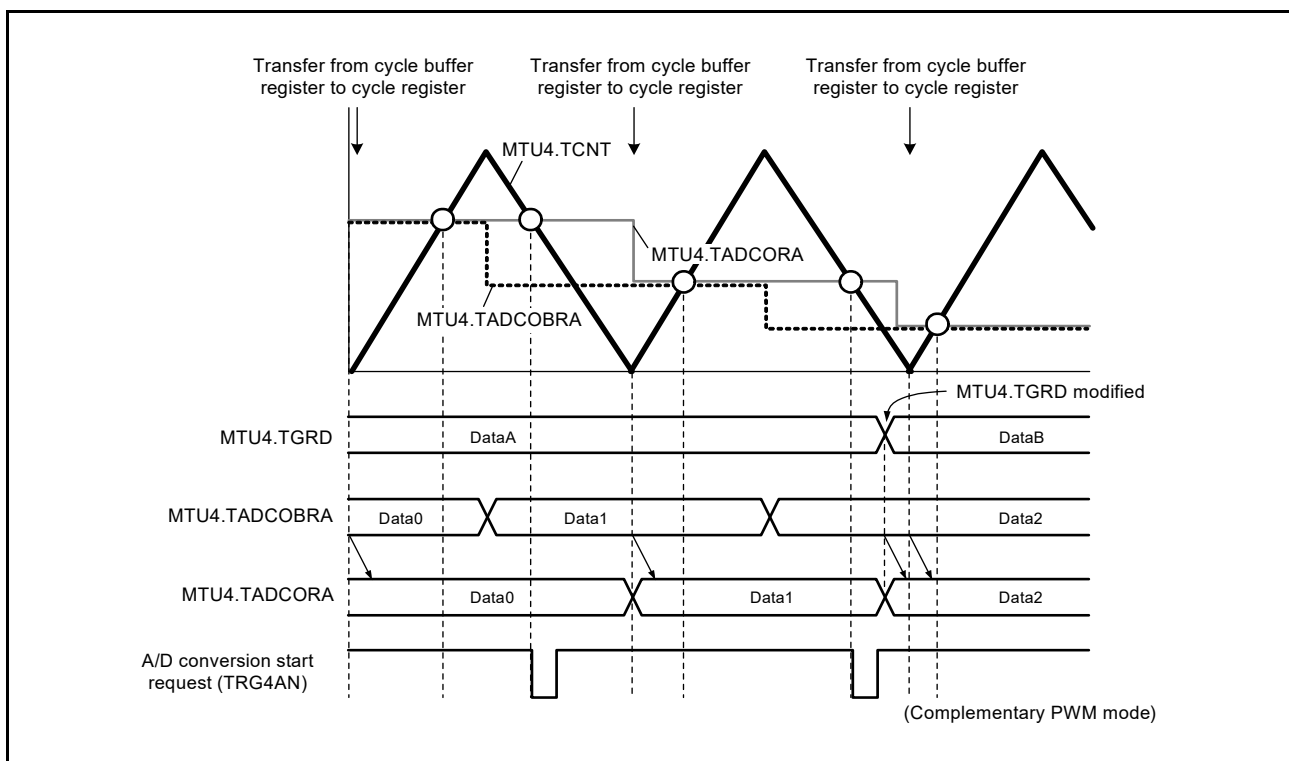 Transfer from cycle buffer
register to cycle register
Transfer from cycle buffer
register to cycle register
Transfer from cycle buffer
register to cycle register
MTU4.TCNT
MTU4.TADCORA
MTU4.TADCOBRA
MTU4.TGRD modified
MTU4.TGRD
DataA
DataB
MTU4.TADCOBRA
Data0
Data1
Data2
MTU4.TADCORA
Data0
Data1
Data2
A/D conversion start
request (TRG4AN)
(Complementary PWM mode)